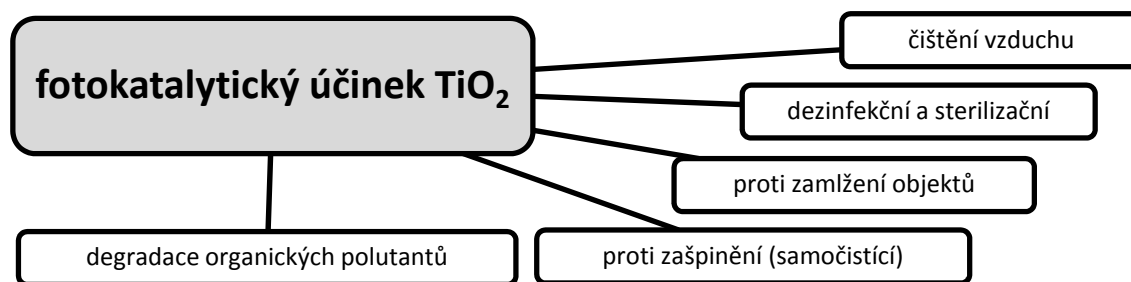 fotokatalytický účinek TiO₂
čištění vzduchu
dezinfekční a sterilizační
proti zamlžení objektů
proti zašpinění (samočistící)
degradace organických polutantů